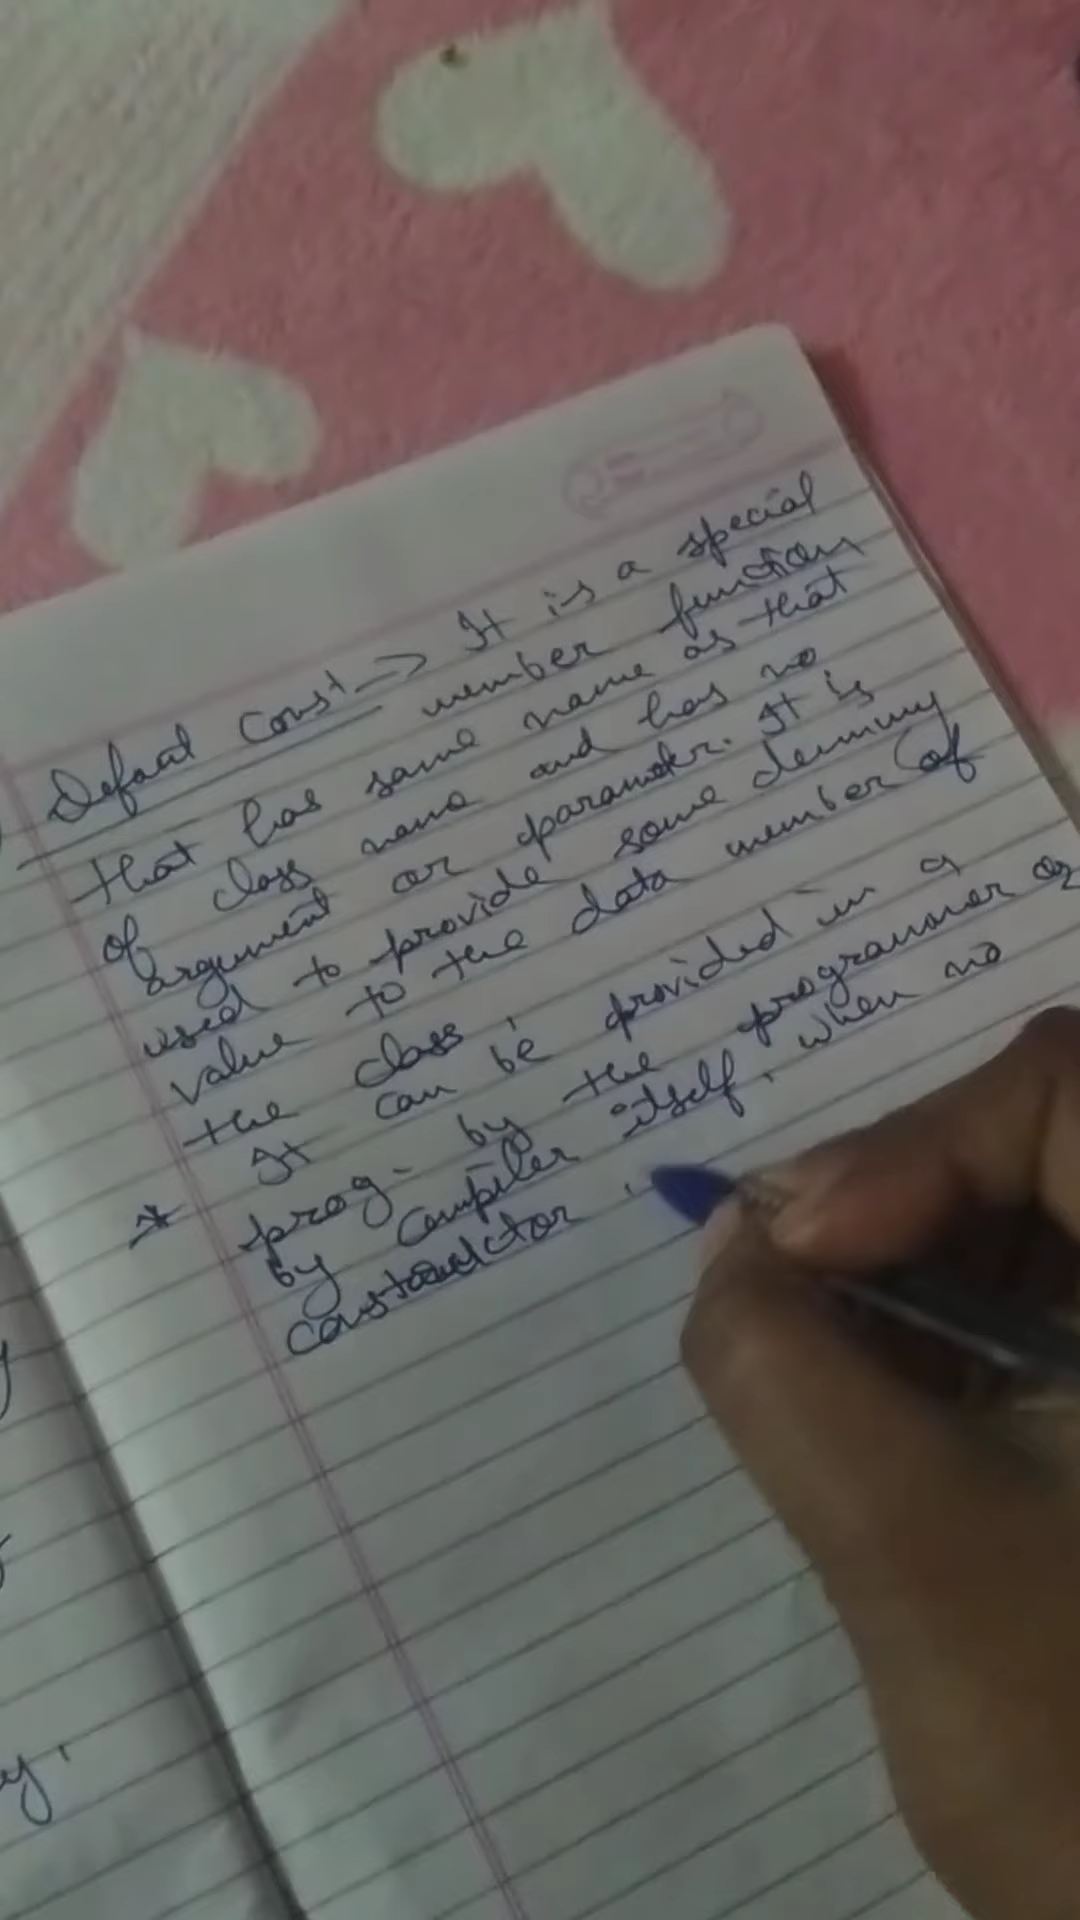 Defaut Const -> It is a special
member function
that has same name as that
of class name and has no
argument or parameter. It is
used to provide some dummy
value to the data member of
the class.
* It can be provided in a
prog. by the programmer or
by compiler itself. when no
constructor